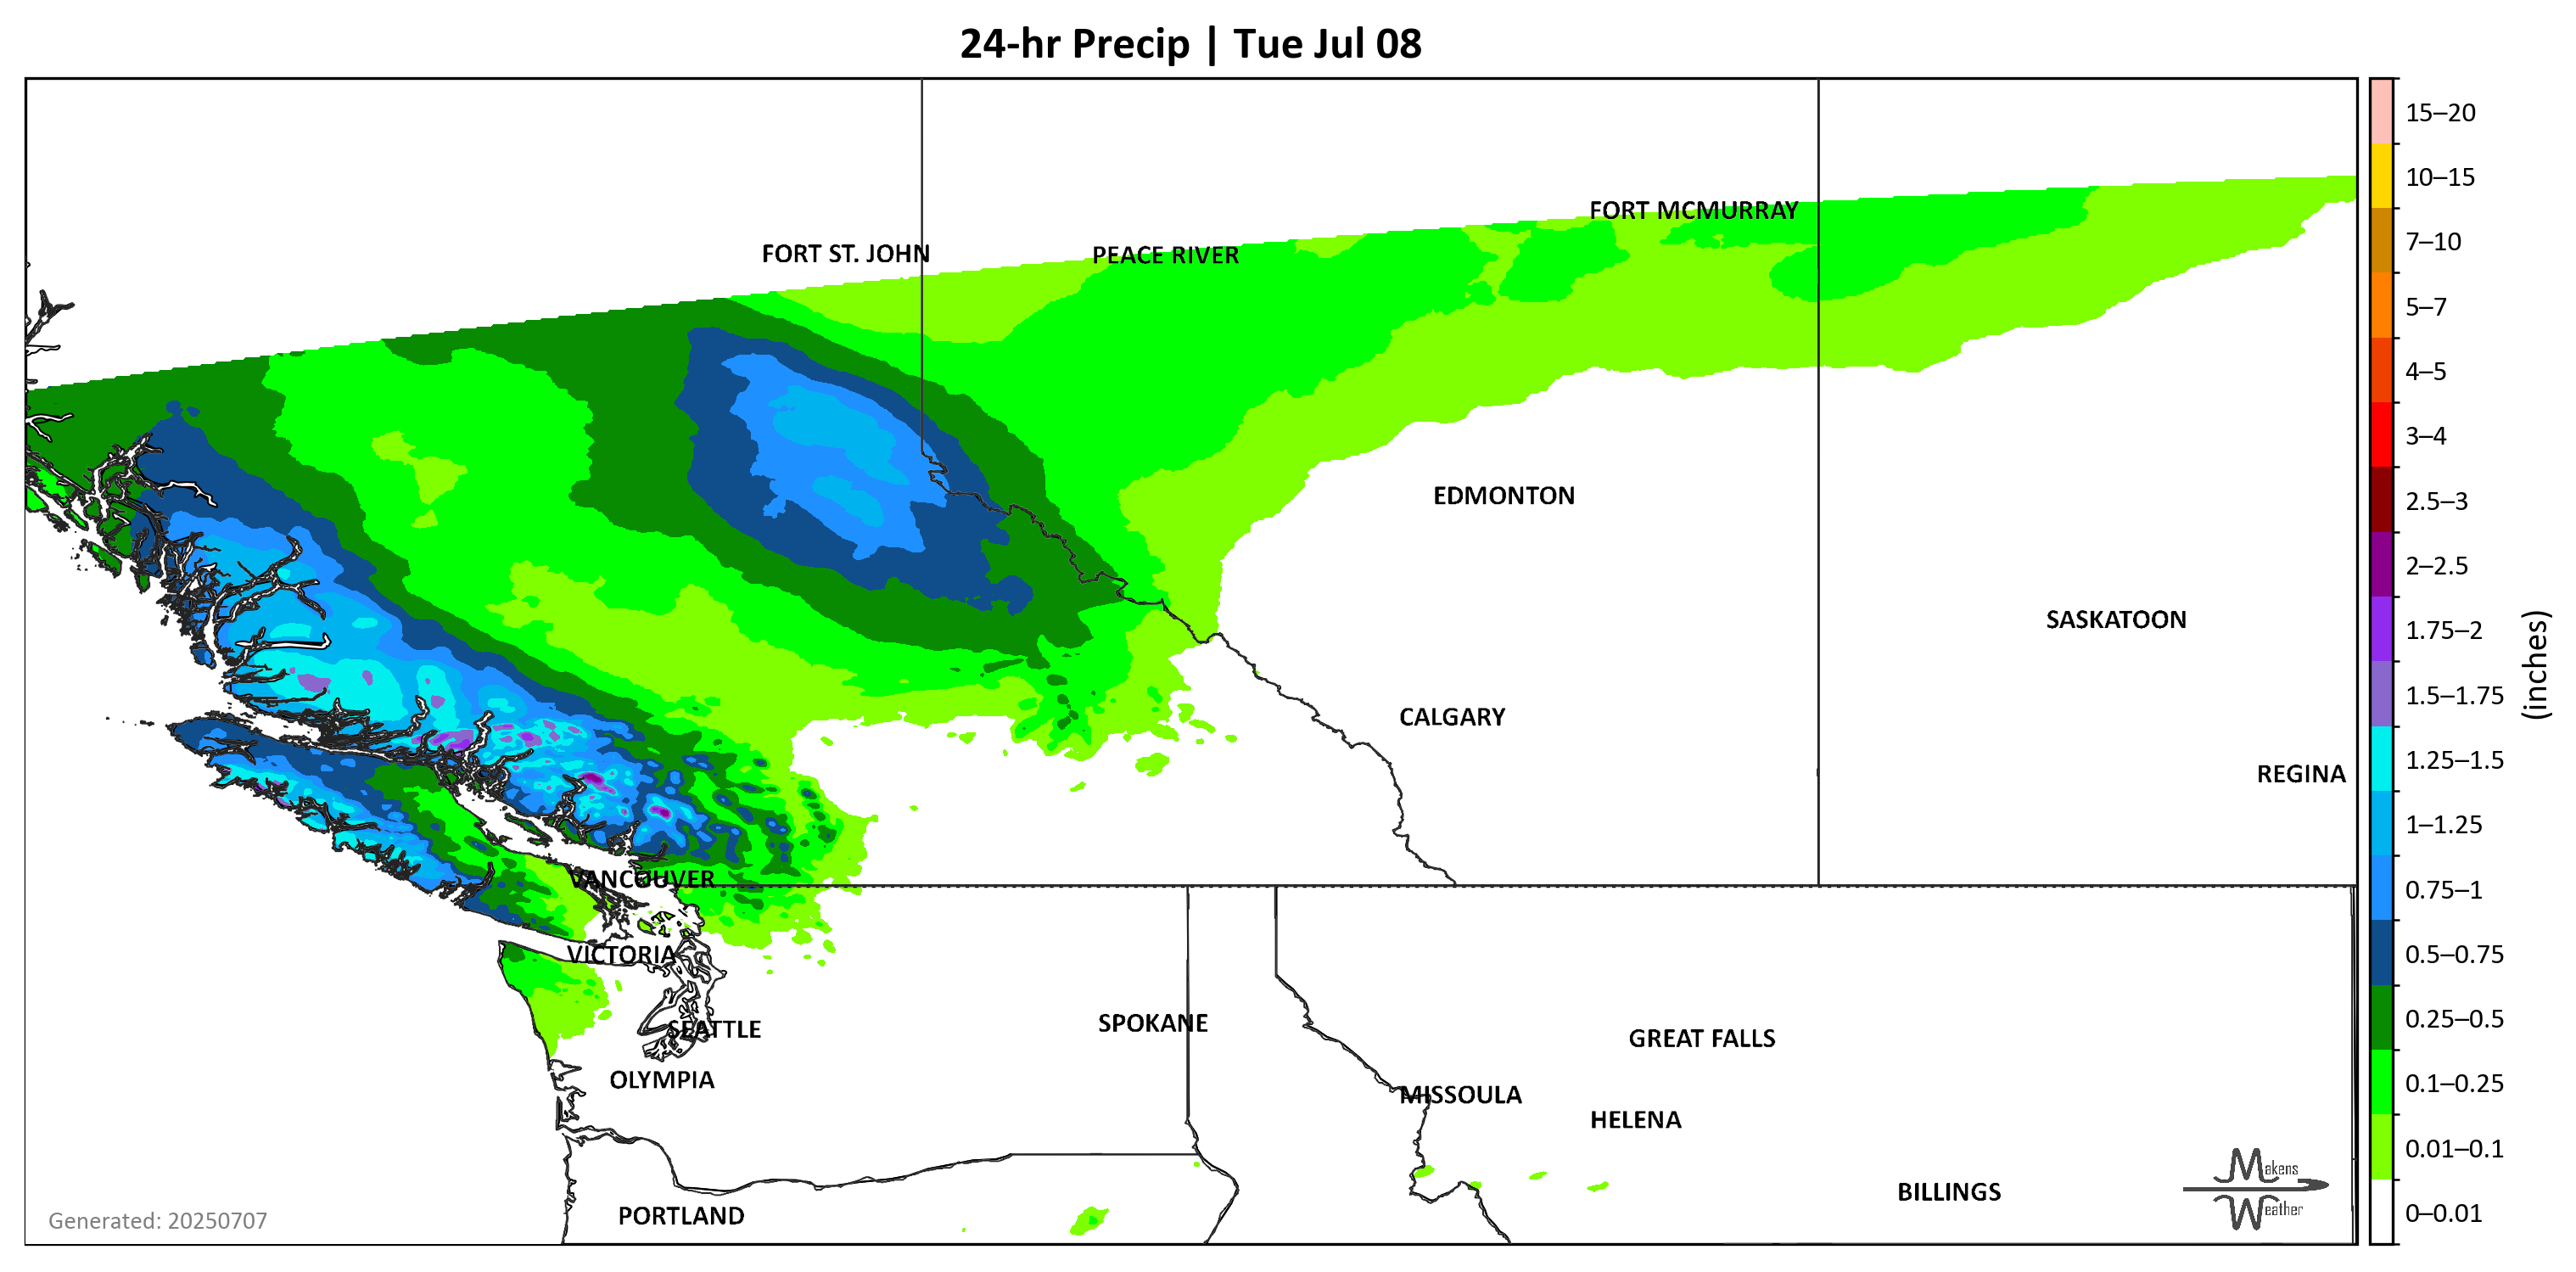 24-hr Precip | Tue Jul 08
FORT MCMURRAY
FORT ST. JOHN
PEACE RIVER
EDMONTON
SASKATOON
CALGARY
REGINA
VANCOUVER
VICTORIA
SEATTLE
SPOKANE
GREAT FALLS
OLYMPIA
MISSOULA
HELENA
BILLINGS
PORTLAND
Generated: 20250707
Makens
Weather
15–20
10–15
7–10
5–7
4–5
3–4
2.5–3
2–2.5
1.75–2
1.5–1.75
1.25–1.5
1–1.25
0.75–1
0.5–0.75
0.25–0.5
0.1–0.25
0.01–0.1
0–0.01
(inches)